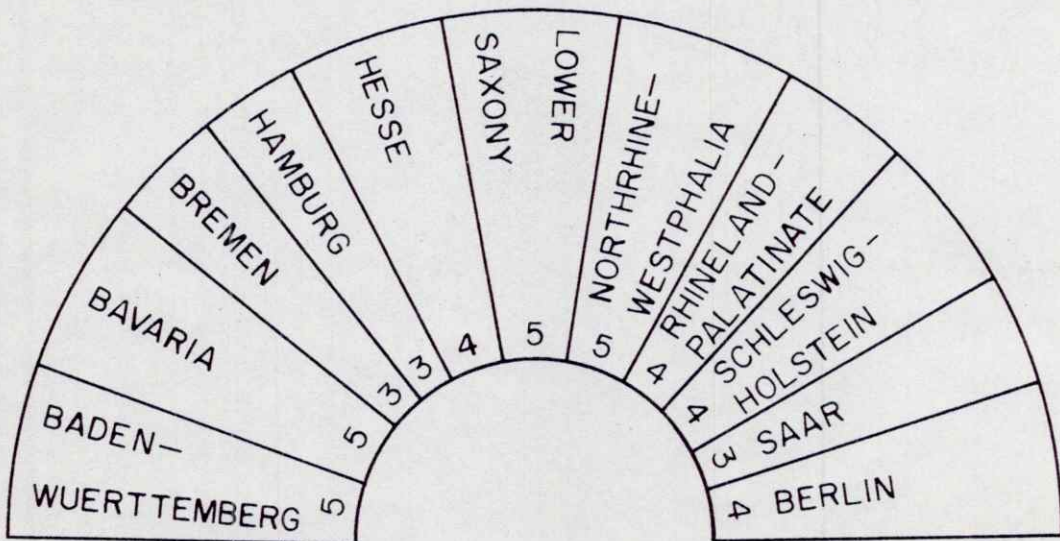 BADEN—
WUERTTEMBERG
5
BAVARIA
5
BREMEN
3
HAMBURG
3
HESSE
4
LOWER
SAXONY
5
NORTHRHINE—
WESTPHALIA
5
RHINELAND—
PALATINATE
4
SCHLESWIG—
HOLSTEIN
4
SAAR
3
BERLIN
4